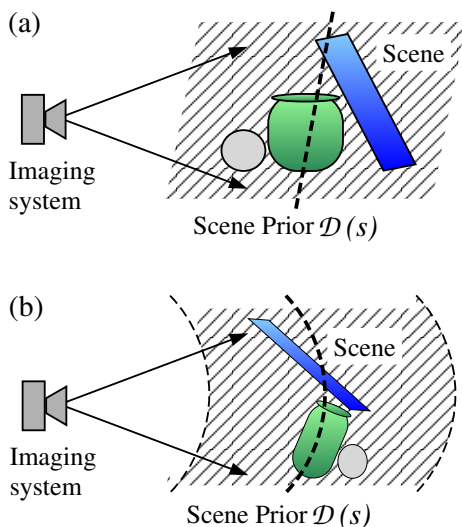 (a)
Scene
Imaging
system
Scene Prior 𝒟(s)
(b)
Scene
Imaging
system
Scene Prior 𝒟(s)